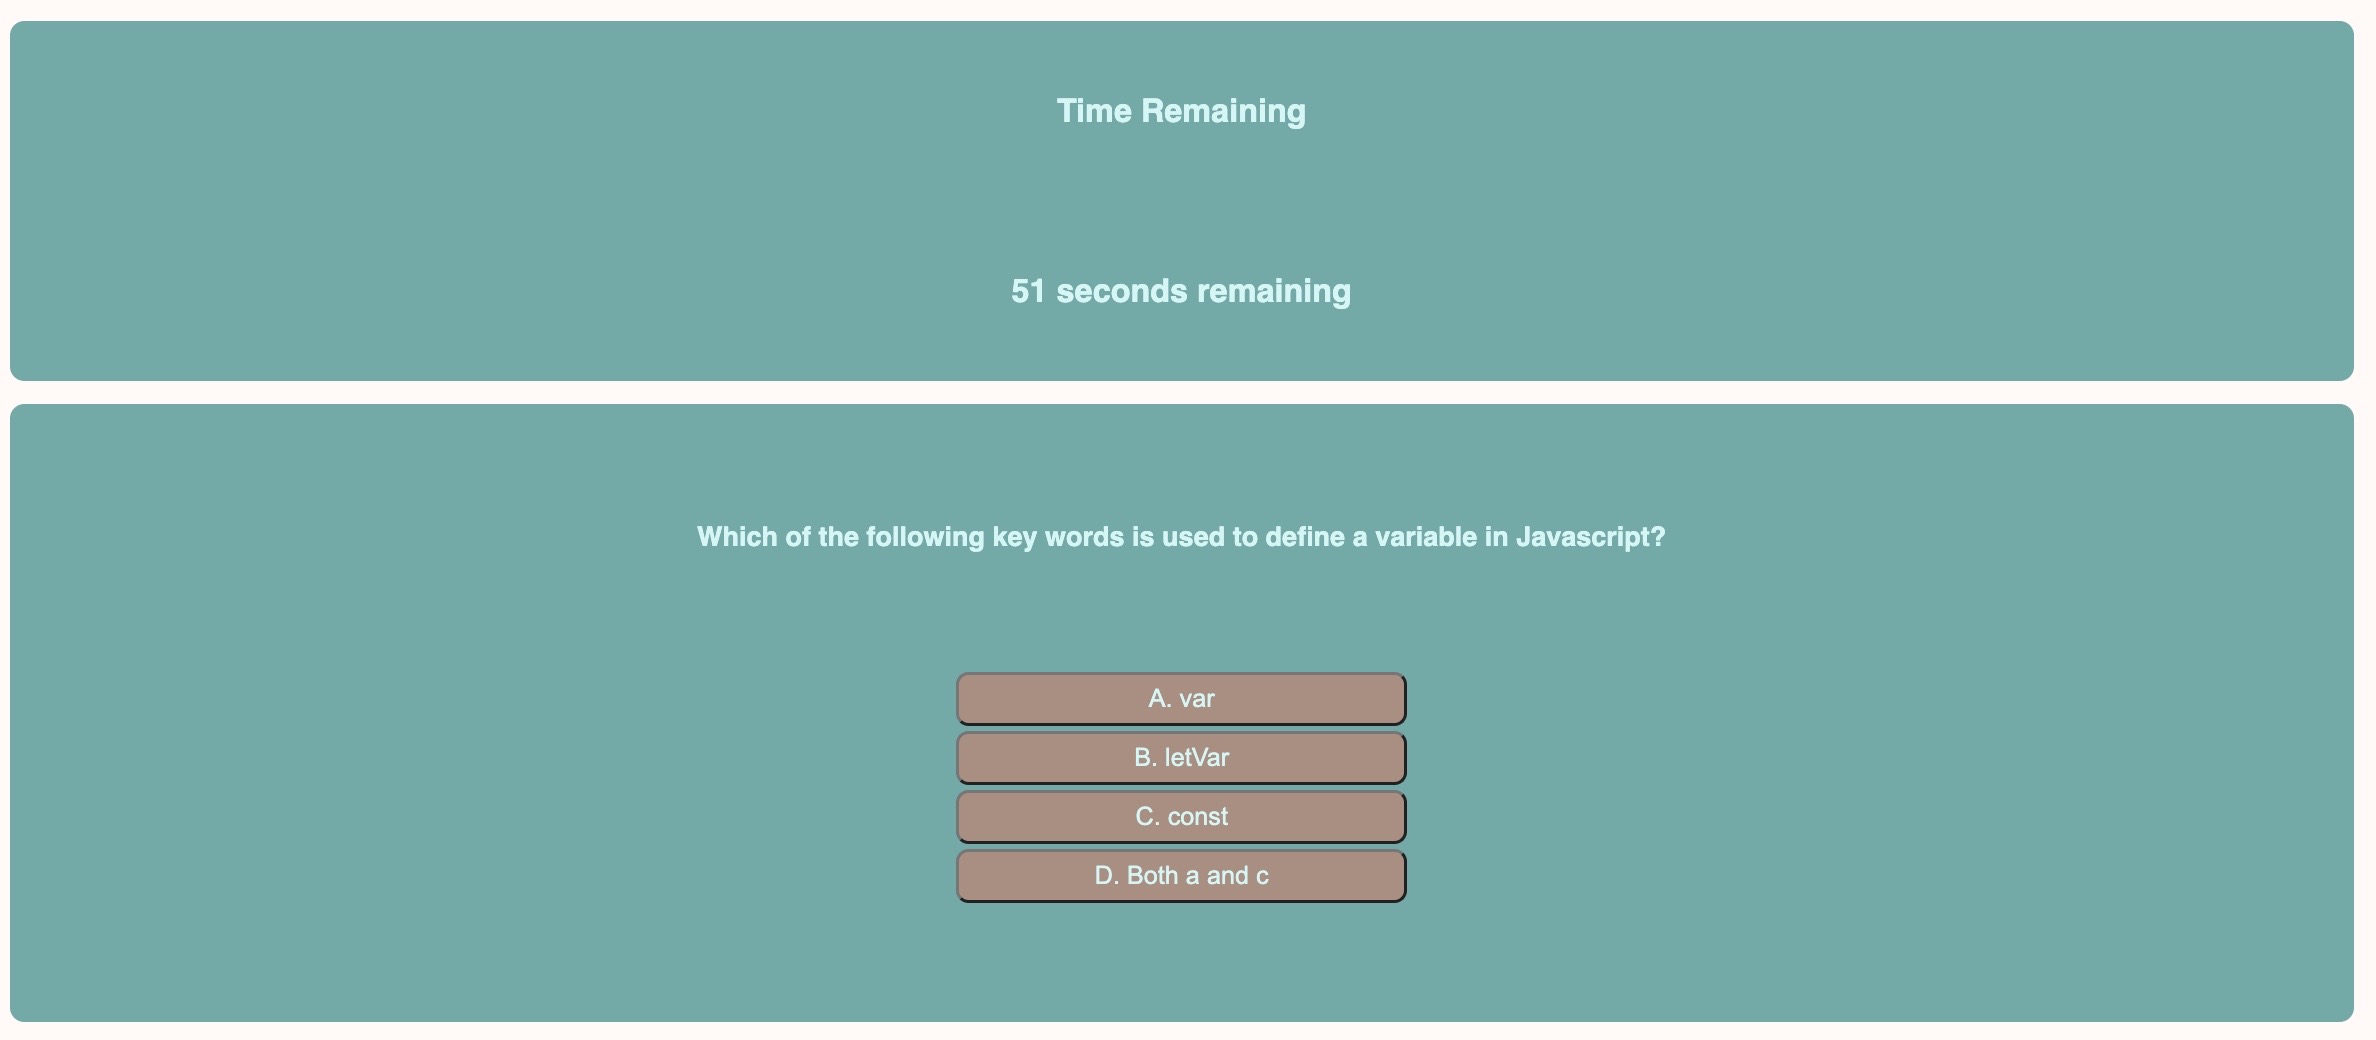 Time Remaining
51 seconds remaining
Which of the following key words is used to define a variable in Javascript?
A. var
B. letVar
C. const
D. Both a and c